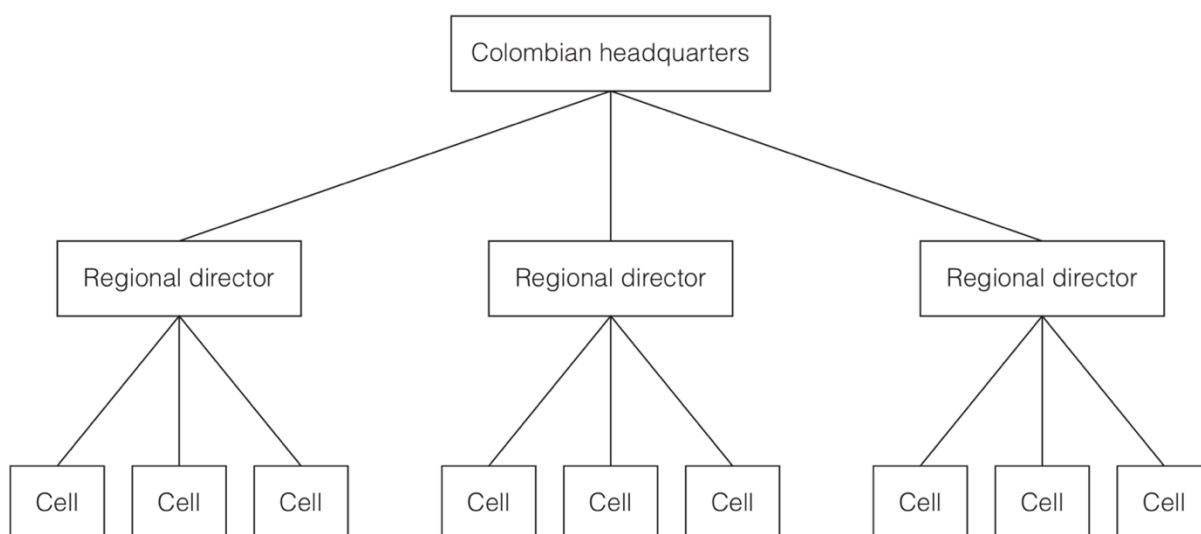 Colombian headquarters
Regional director
Regional director
Regional director
Cell
Cell
Cell
Cell
Cell
Cell
Cell
Cell
Cell